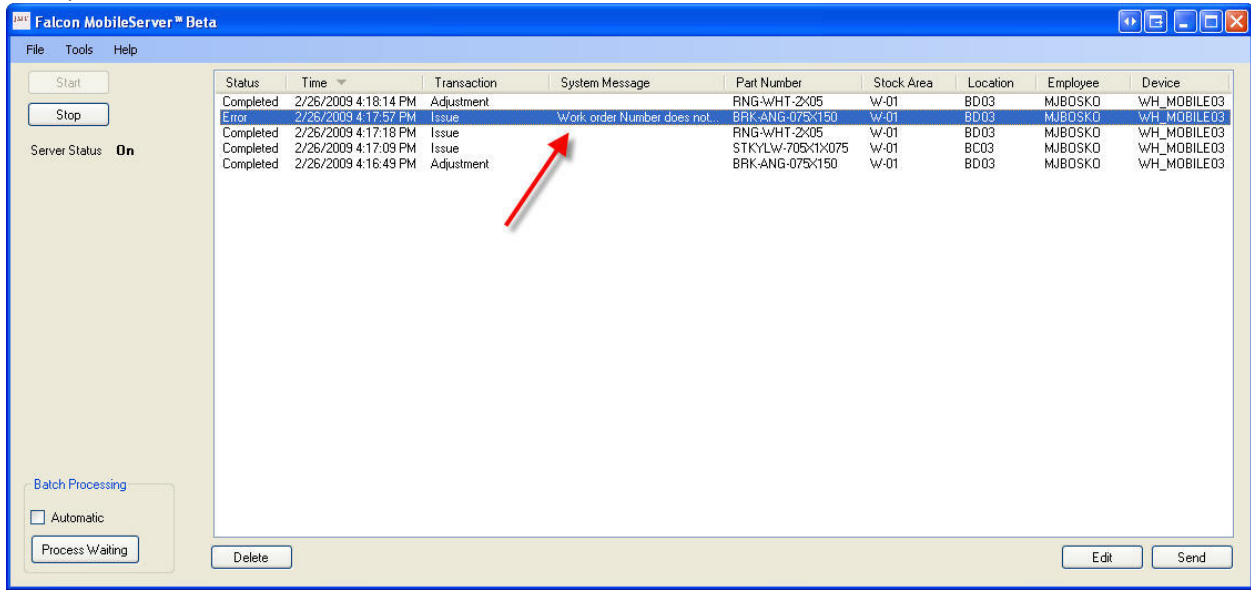 Falcon MobileServer™ Beta
File Tools Help
Start
Stop
Server Status On
Status Time Transaction System Message Part Number Stock Area Location Employee Device
Completed 2/26/2009 4:18:14 PM Adjustment RNG-WHT-2X05 W-01 BD03 MJBOSKO WH_MOBILE03
Error 2/26/2009 4:17:57 PM Issue Work order Number does not... BRK-ANG-075X150 W-01 BD03 MJBOSKO WH_MOBILE03
Completed 2/26/2009 4:17:18 PM Issue RNG-WHT-2X05 W-01 BD03 MJBOSKO WH_MOBILE03
Completed 2/26/2009 4:17:09 PM Issue STKYLW-705X1X075 W-01 BC03 MJBOSKO WH_MOBILE03
Completed 2/26/2009 4:16:49 PM Adjustment BRK-ANG-075X150 W-01 BD03 MJBOSKO WH_MOBILE03
Batch Processing
Automatic
Process Waiting
Delete Edit Send